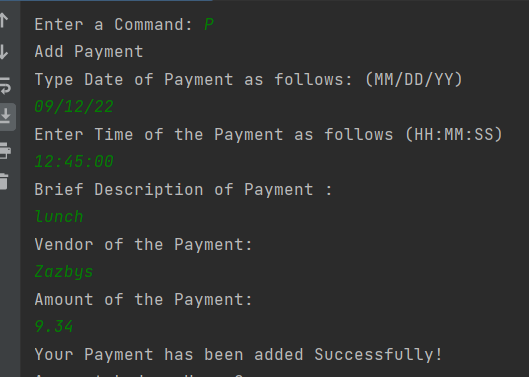 Enter a Command: P
Add Payment
Type Date of Payment as follows: (MM/DD/YY)
09/12/22
Enter Time of the Payment as follows (HH:MM:SS)
12:45:00
Brief Description of Payment :
lunch
Vendor of the Payment:
Zazbys
Amount of the Payment:
9.34
Your Payment has been added Successfully!